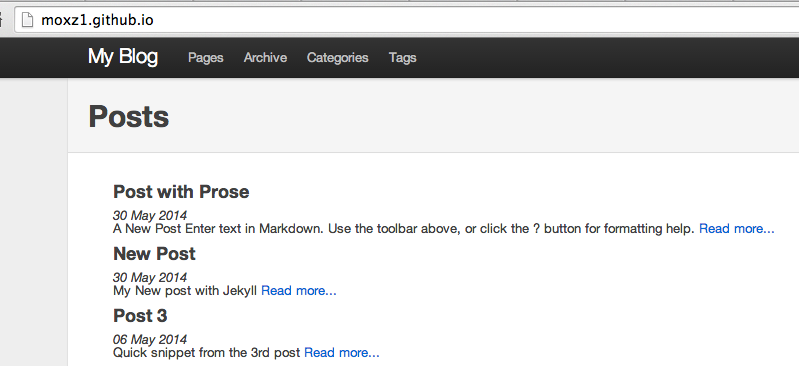 moxz1.github.io
My Blog Pages Archive Categories Tags
Posts
Post with Prose
30 May 2014
A New Post Enter text in Markdown. Use the toolbar above, or click the ? button for formatting help. Read more...
New Post
30 May 2014
My New post with Jekyll Read more...
Post 3
06 May 2014
Quick snippet from the 3rd post Read more...